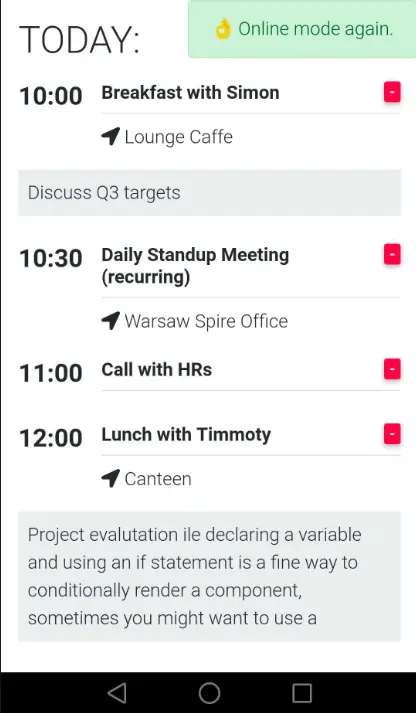 TODAY:
👌 Online mode again.
10:00 Breakfast with Simon -
Lounge Caffe
Discuss Q3 targets
10:30 Daily Standup Meeting -
(recurring)
Warsaw Spire Office
11:00 Call with HRs -
12:00 Lunch with Timmoty -
Canteen
Project evalutation ile declaring a variable
and using an if statement is a fine way to
conditionally render a component,
sometimes you might want to use a